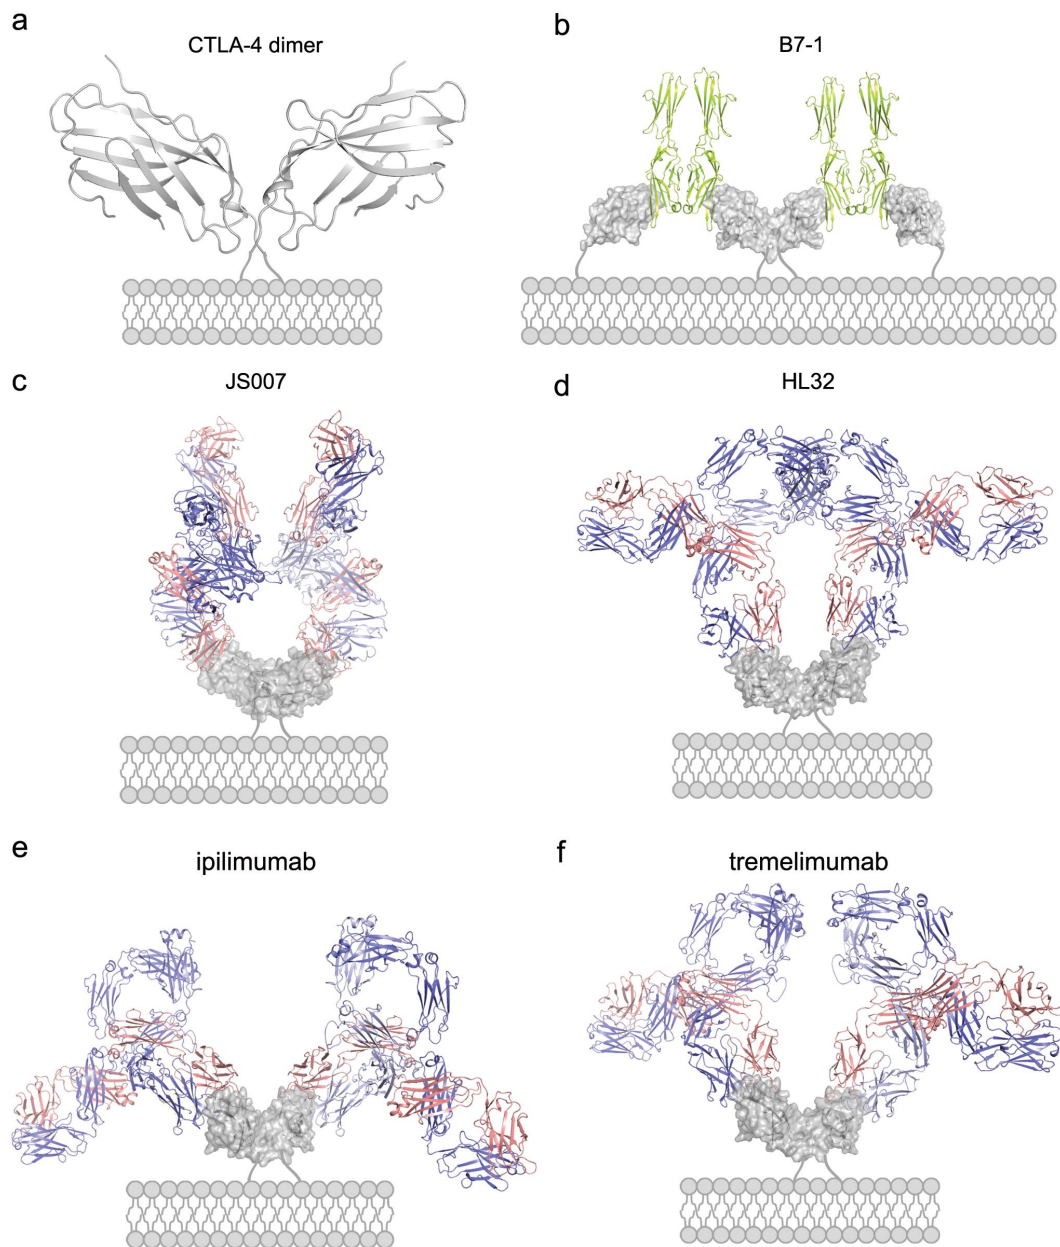 a
CTLA-4 dimer
b
B7-1
c
JS007
d
HL32
e
ipilimumab
f
tremelimumab